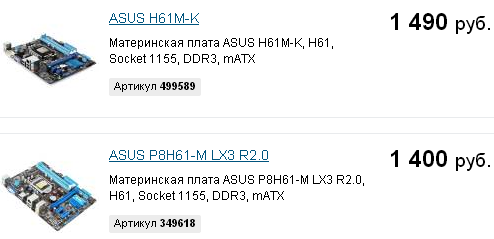 ASUS H61M-K
1 490 руб.
Материнская плата ASUS H61M-K, H61,
Socket 1155, DDR3, mATX
Артикул 499589
ASUS P8H61-M LX3 R2.0
1 400 руб.
Материнская плата ASUS P8H61-M LX3 R2.0,
H61, Socket 1155, DDR3, mATX
Артикул 349618